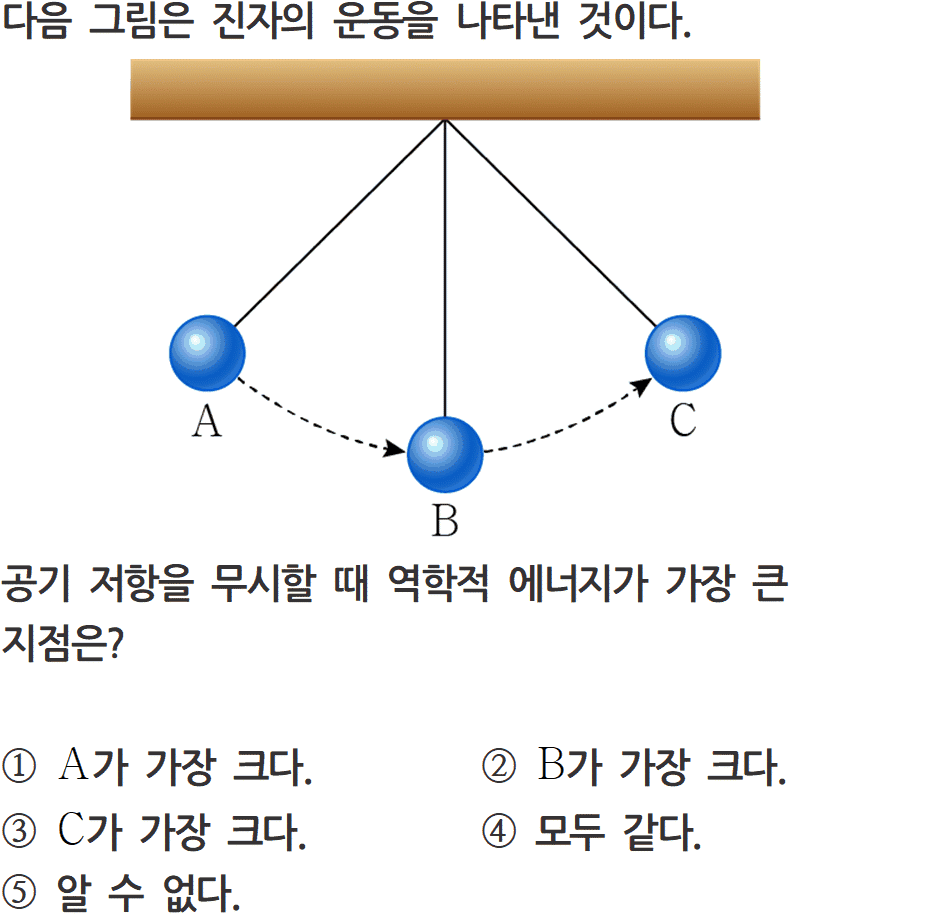 다음 그림은 진자의 운동을 나타낸 것이다.
A
C
B
공기 저항을 무시할 때 역학적 에너지가 가장 큰
지점은?
① A가 가장 크다. ② B가 가장 크다.
③ C가 가장 크다. ④ 모두 같다.
⑤ 알 수 없다.